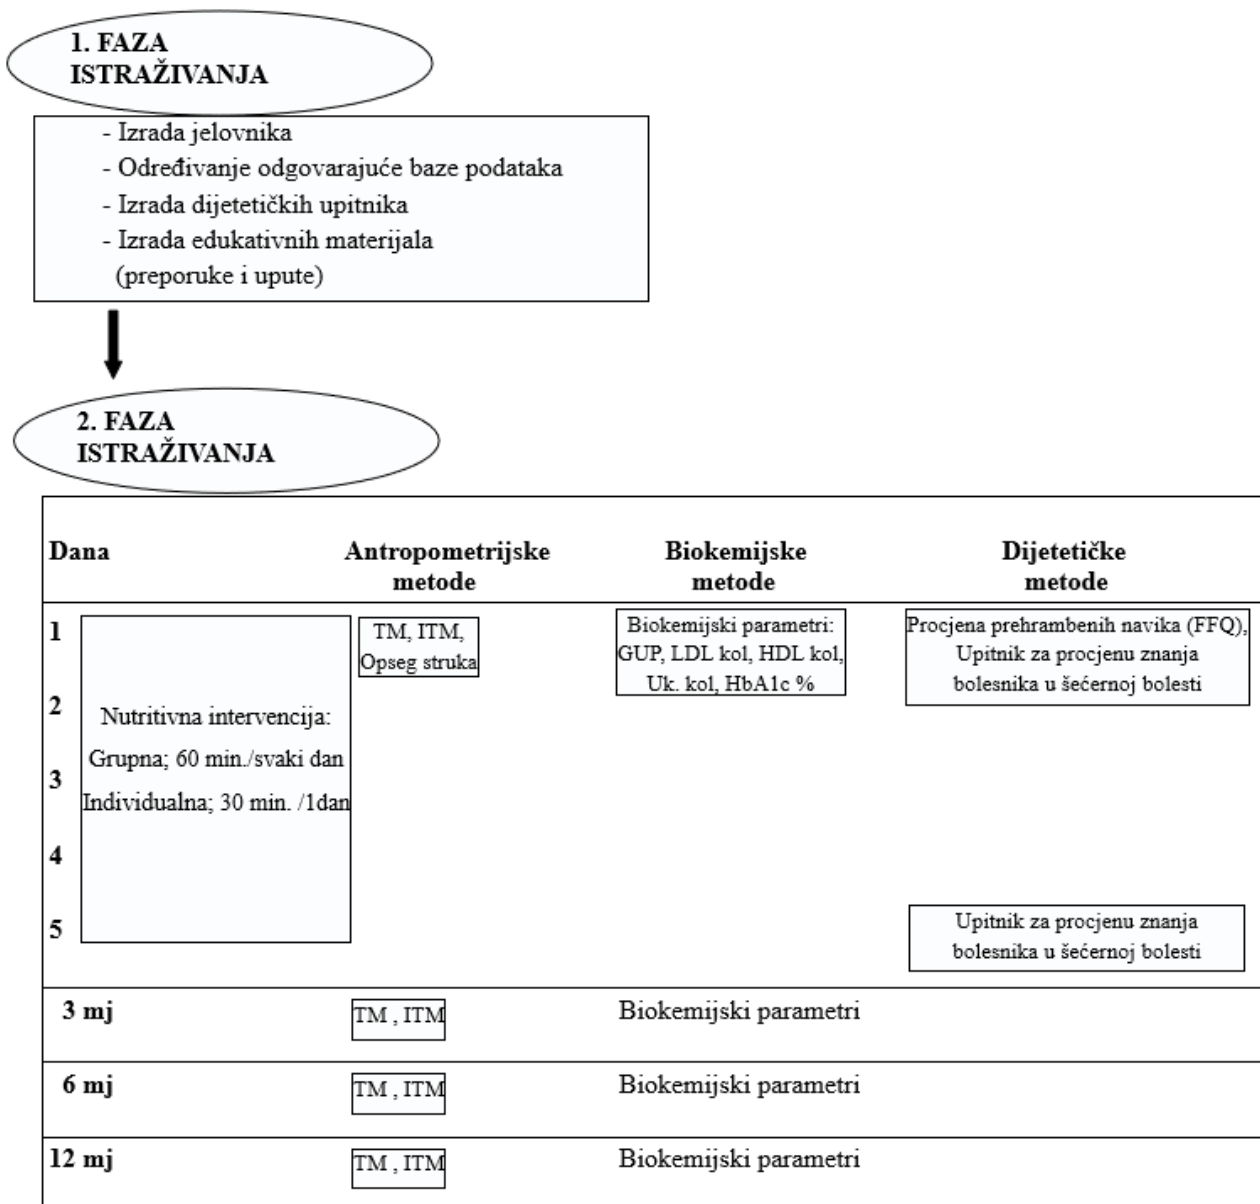 1. FAZA
ISTRAŽIVANJA
- Izrada jelovnika
- Određivanje odgovarajuće baze podataka
- Izrada dijetetičkih upitnika
- Izrada edukativnih materijala
(preporuke i upute)
2. FAZA
ISTRAŽIVANJA
Dana
Antropometrijske
metode
Biokemijske
metode
Dijetetičke
metode
1
2
3
4
5
Nutritivna intervencija:
Grupna; 60 min./svaki dan
Individualna; 30 min. /1dan
TM, ITM,
Opseg struka
Biokemijski parametri:
GUP, LDL kol, HDL kol,
Uk. kol, HbA1c %
Procjena prehrambenih navika (FFQ),
Upitnik za procjenu znanja
bolesnika u šećernoj bolesti
Upitnik za procjenu znanja
bolesnika u šećernoj bolesti
3 mj
TM , ITM
Biokemijski parametri
6 mj
TM , ITM
Biokemijski parametri
12 mj
TM , ITM
Biokemijski parametri